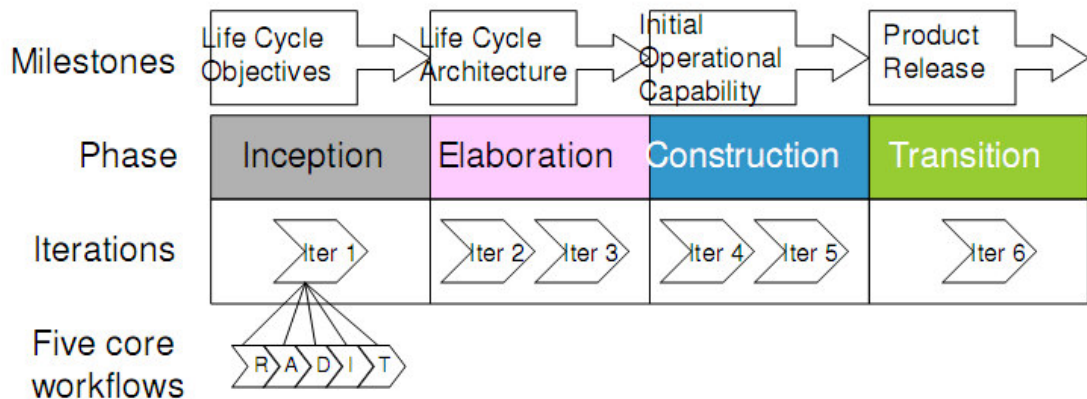 Milestones
Life Cycle
Objectives
Life Cycle
Architecture
Initial
Operational
Capability
Product
Release
Phase
Inception
Elaboration
Construction
Transition
Iterations
Iter 1
Iter 2
Iter 3
Iter 4
Iter 5
Iter 6
Five core
workflows
R A D I T